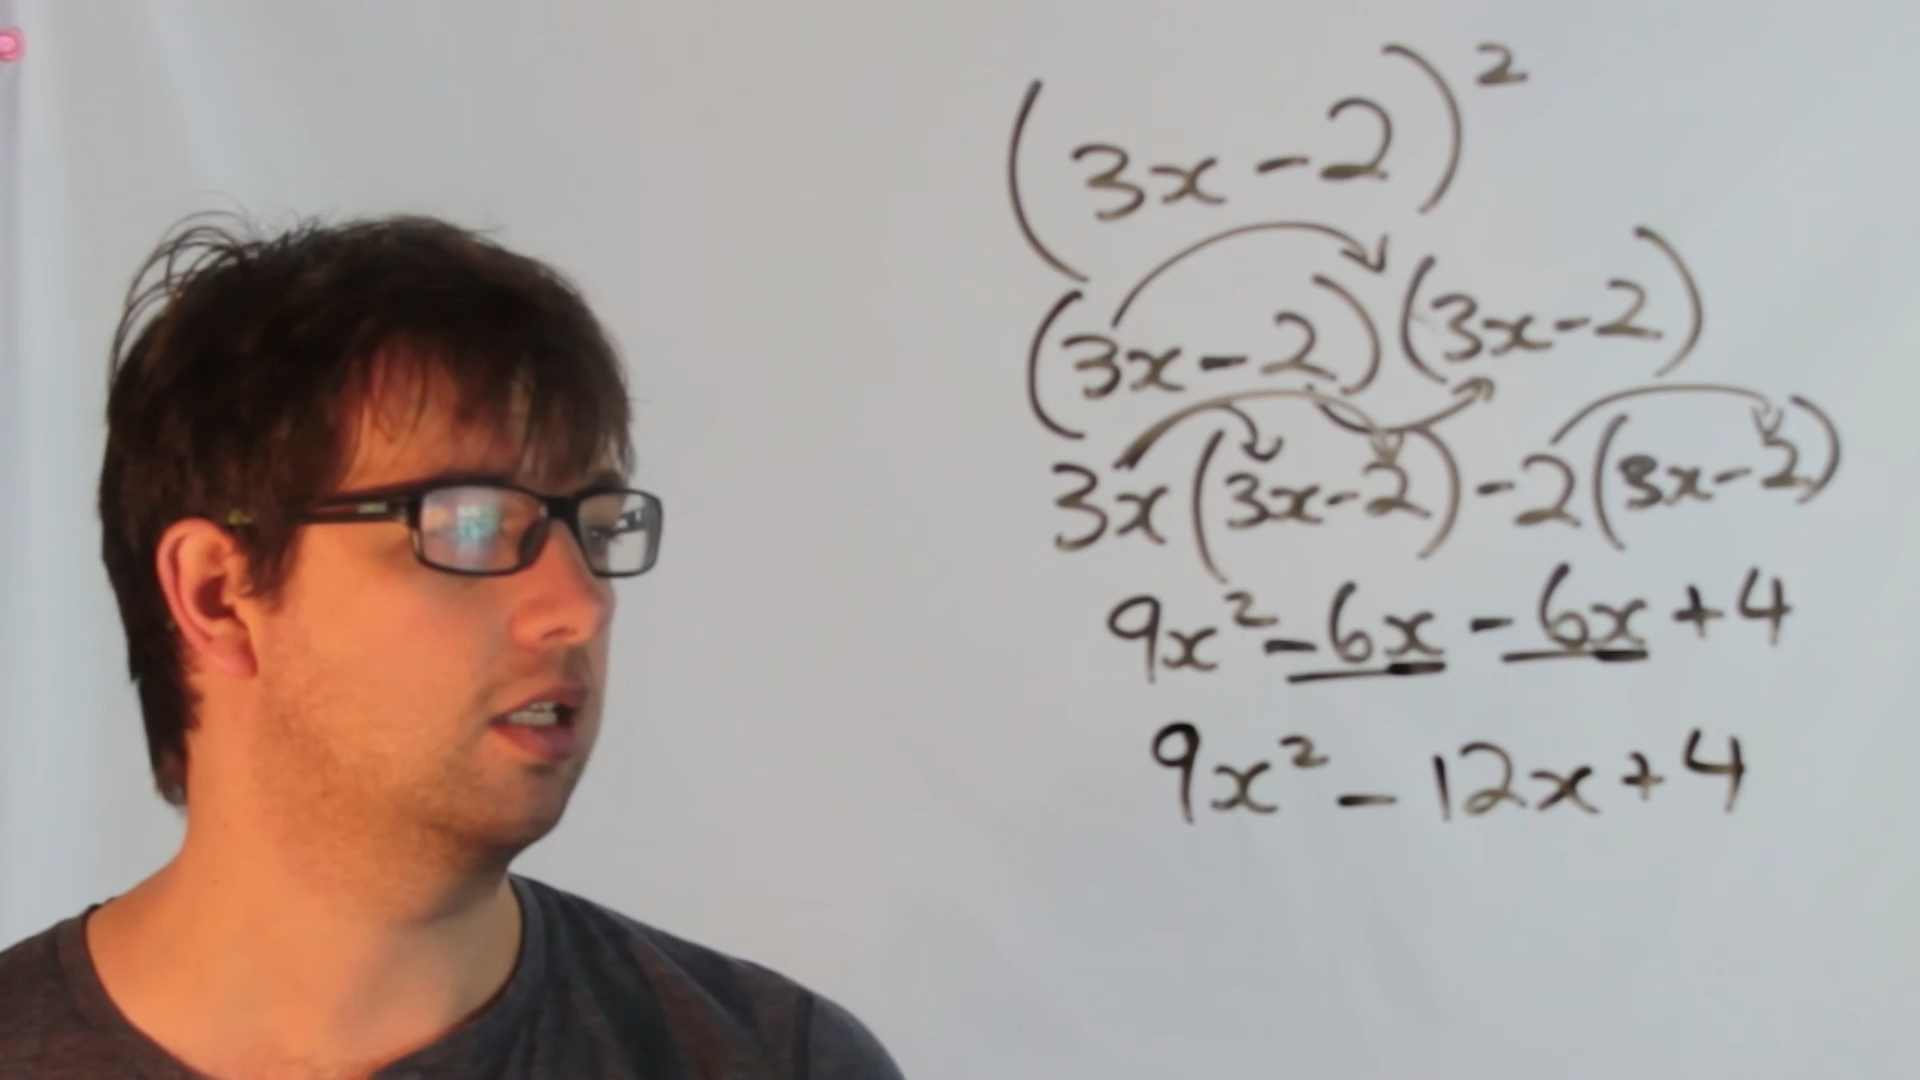 (3x - 2)²
(3x - 2)(3x - 2)
3x(3x - 2) - 2(3x - 2)
9x² - 6x - 6x + 4
9x² - 12x + 4